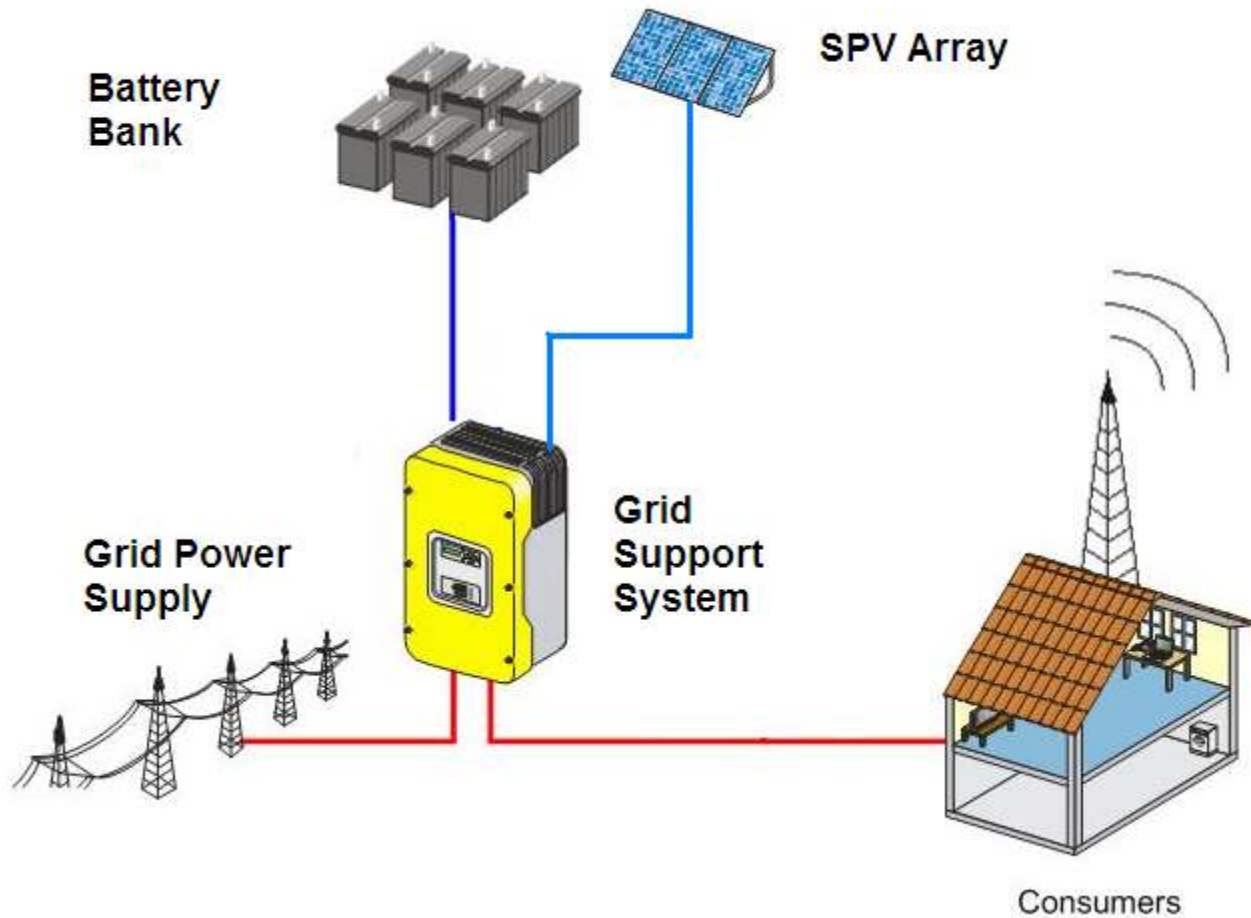 Battery
Bank
SPV Array
Grid
Support
System
Grid Power
Supply
Consumers